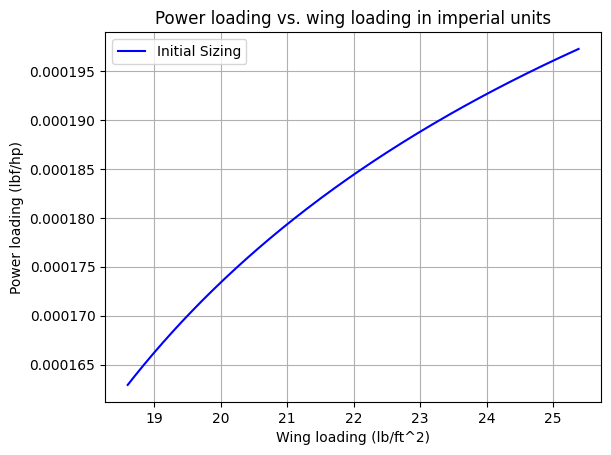 Power loading vs. wing loading in imperial units
Initial Sizing
Power loading (lbf/hp)
0.000195
0.000190
0.000185
0.000180
0.000175
0.000170
0.000165
19 20 21 22 23 24 25
Wing loading (lb/ft^2)